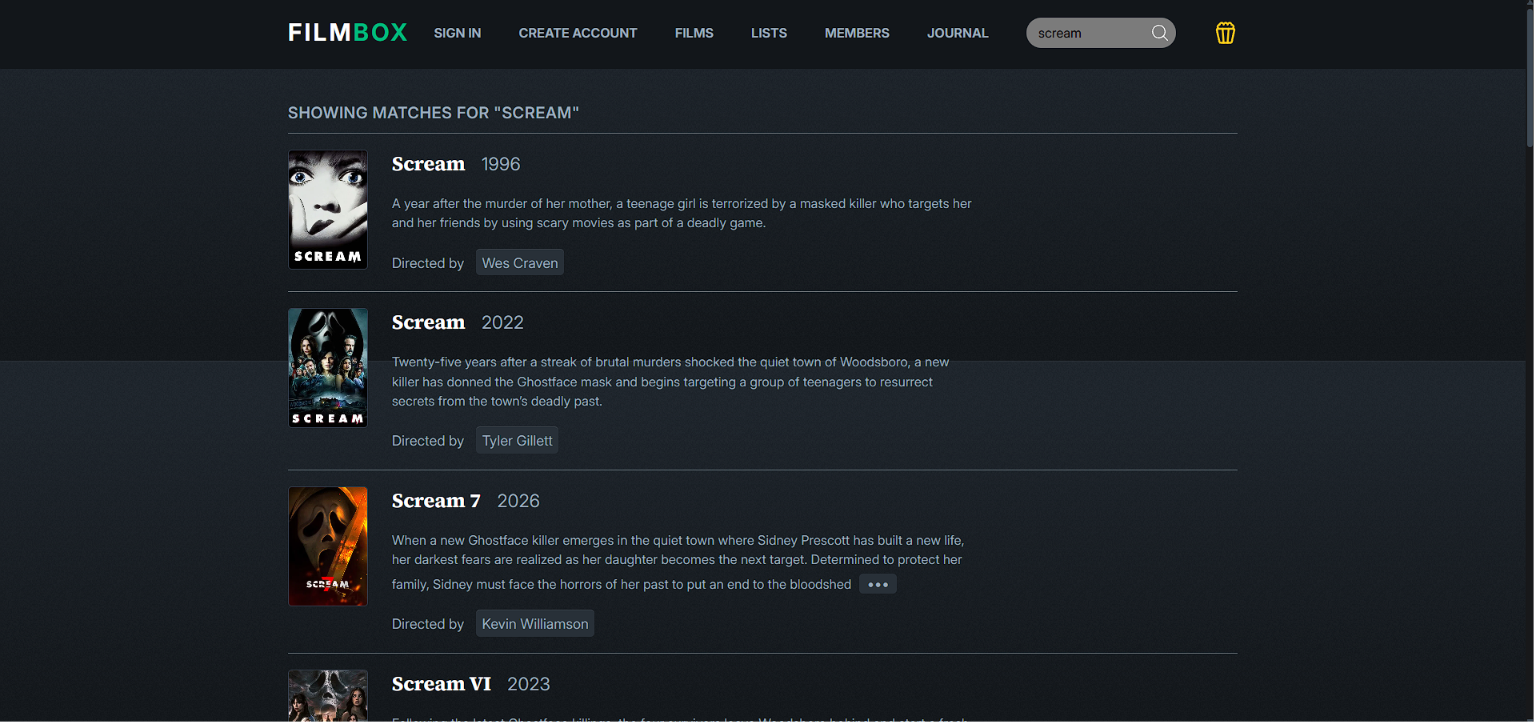 FILMBOX SIGN IN CREATE ACCOUNT FILMS LISTS MEMBERS JOURNAL scream
SHOWING MATCHES FOR "SCREAM"
SCREAM
Scream 1996
A year after the murder of her mother, a teenage girl is terrorized by a masked killer who targets her
and her friends by using scary movies as part of a deadly game.
Directed by Wes Craven
SCREAM
Scream 2022
Twenty-five years after a streak of brutal murders shocked the quiet town of Woodsboro, a new
killer has donned the Ghostface mask and begins targeting a group of teenagers to resurrect
secrets from the town’s deadly past.
Directed by Tyler Gillett
SCREAM 7
Scream 7 2026
When a new Ghostface killer emerges in the quiet town where Sidney Prescott has built a new life,
her darkest fears are realized as her daughter becomes the next target. Determined to protect her
family, Sidney must face the horrors of her past to put an end to the bloodshed •••
Directed by Kevin Williamson
Scream VI 2023